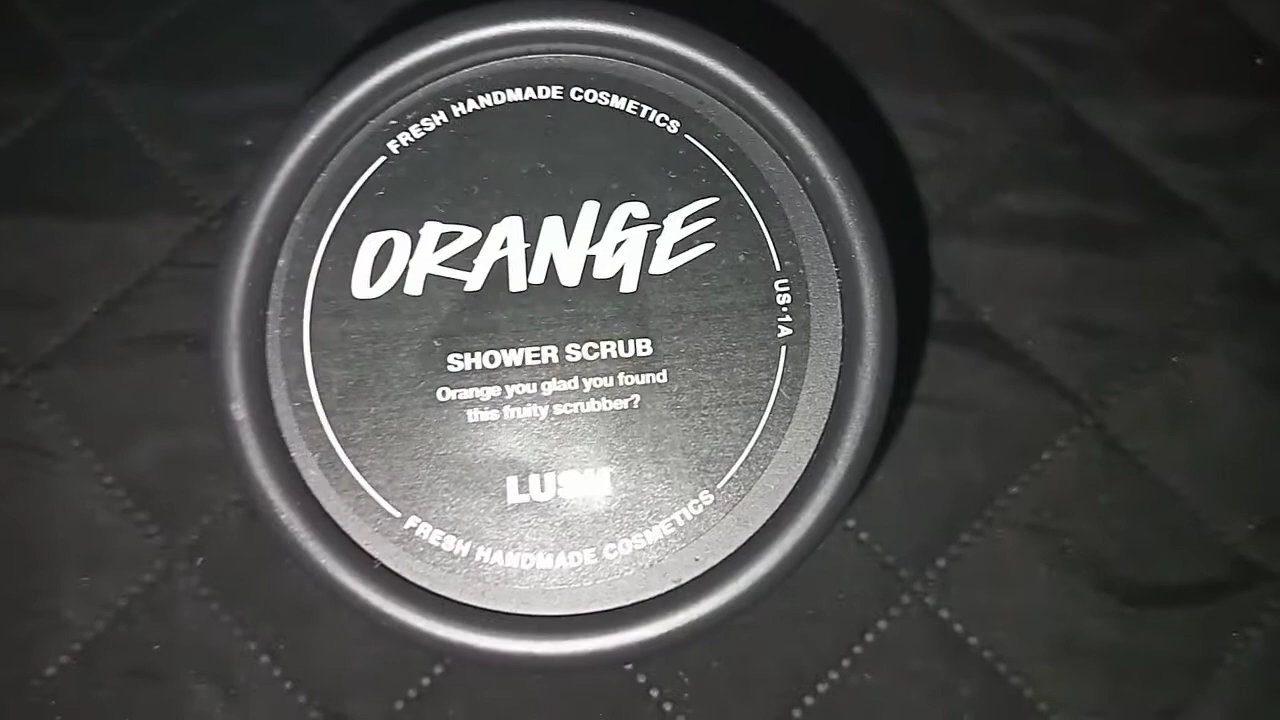 FRESH HANDMADE COSMETICS
ORANGE
US·1A
SHOWER SCRUB
Orange you glad you found
this fruity scrubber?
LUSH
FRESH HANDMADE COSMETICS